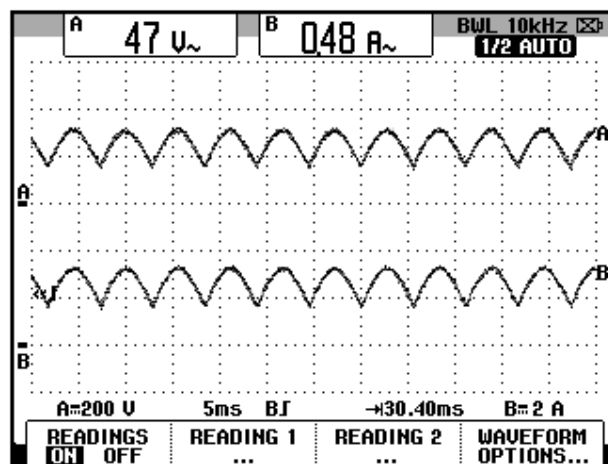 A 47 V~ B 0.48 A~ BWL 10kHz
1/2 AUTO
A
A
B
B
A=200 V 5ms B 30.40ms B=2 A
READINGS READING 1 READING 2 WAVEFORM
ON OFF ... ... OPTIONS...